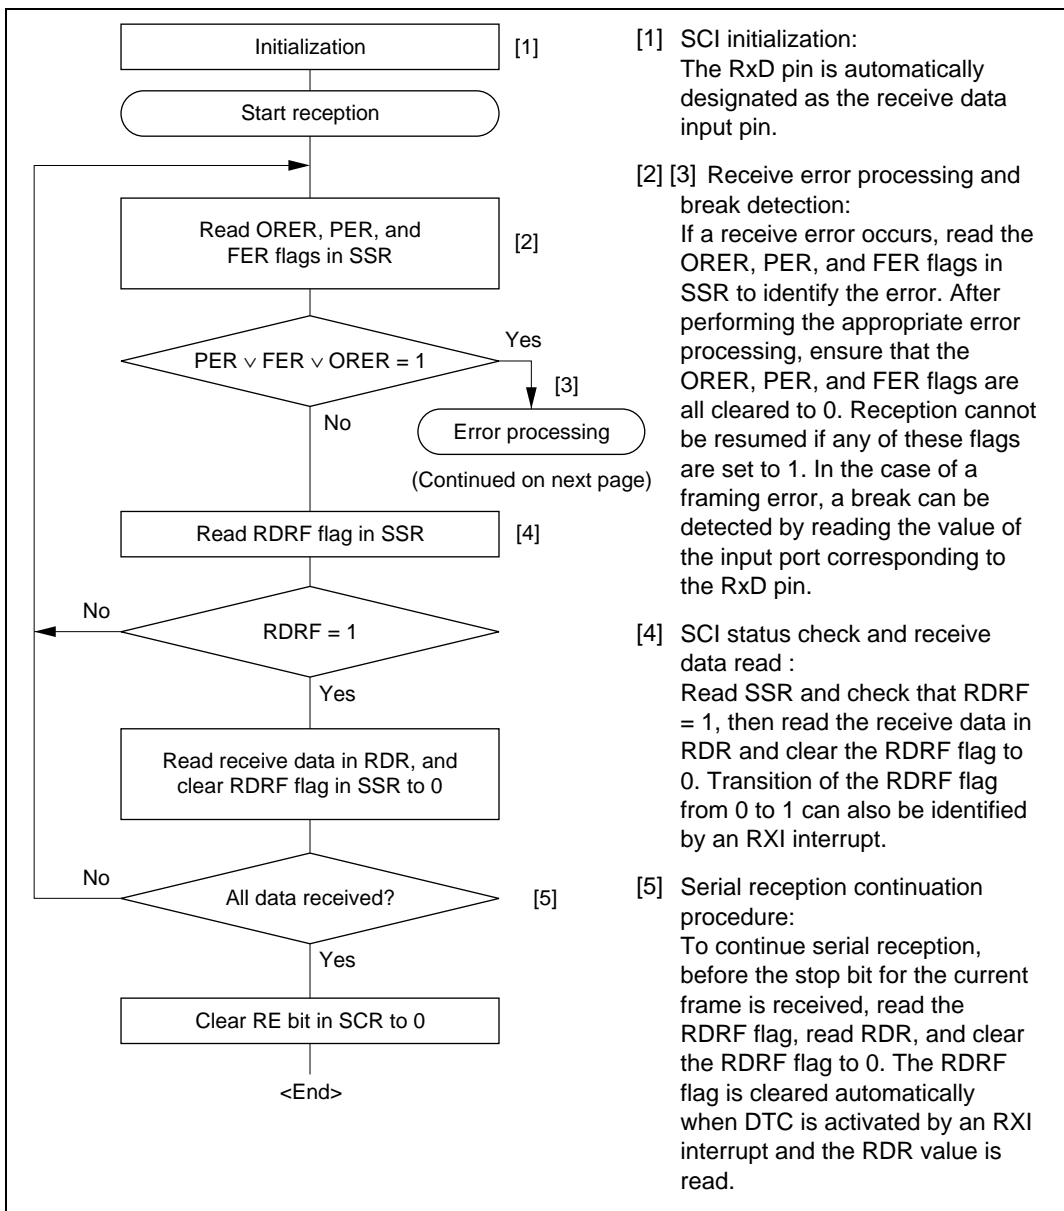 Initialization
[1]
Start reception
Read ORER, PER, and
FER flags in SSR
[2]
PER ∨ FER ∨ ORER = 1
Yes
[3]
No
Error processing
(Continued on next page)
Read RDRF flag in SSR
[4]
No
RDRF = 1
Yes
Read receive data in RDR, and
clear RDRF flag in SSR to 0
No
All data received?
[5]
Yes
Clear RE bit in SCR to 0
<End>
[1] SCI initialization:
The RxD pin is automatically
designated as the receive data
input pin.
[2] [3] Receive error processing and
break detection:
If a receive error occurs, read the
ORER, PER, and FER flags in
SSR to identify the error. After
performing the appropriate error
processing, ensure that the
ORER, PER, and FER flags are
all cleared to 0. Reception cannot
be resumed if any of these flags
are set to 1. In the case of a
framing error, a break can be
detected by reading the value of
the input port corresponding to
the RxD pin.
[4] SCI status check and receive
data read :
Read SSR and check that RDRF
= 1, then read the receive data in
RDR and clear the RDRF flag to
0. Transition of the RDRF flag
from 0 to 1 can also be identified
by an RXI interrupt.
[5] Serial reception continuation
procedure:
To continue serial reception,
before the stop bit for the current
frame is received, read the
RDRF flag, read RDR, and clear
the RDRF flag to 0. The RDRF
flag is cleared automatically
when DTC is activated by an RXI
interrupt and the RDR value is
read.